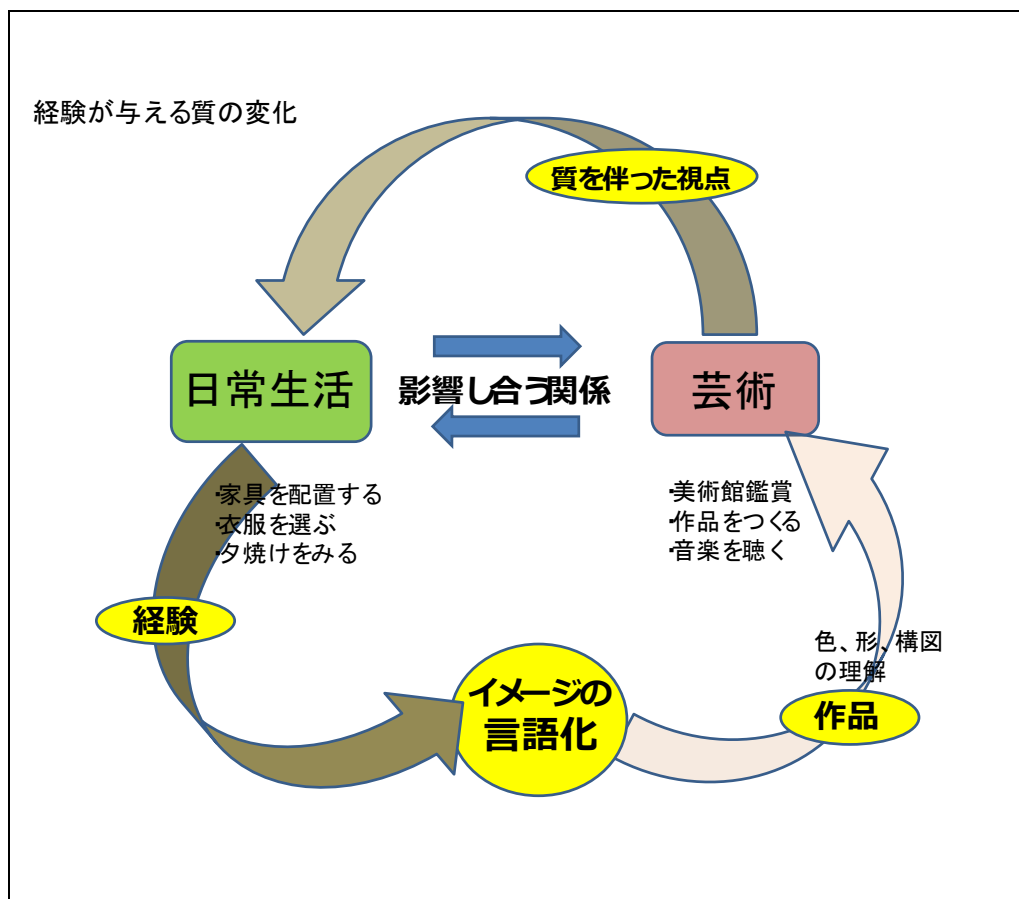 経験が与える質の変化
質を伴った視点
日常生活
影響し合う関係
芸術
・家具を配置する
・衣服を選ぶ
・夕焼けをみる
・美術館鑑賞
・作品をつくる
・音楽を聴く
経験
色、形、構図
の理解
イメージの
言語化
作品